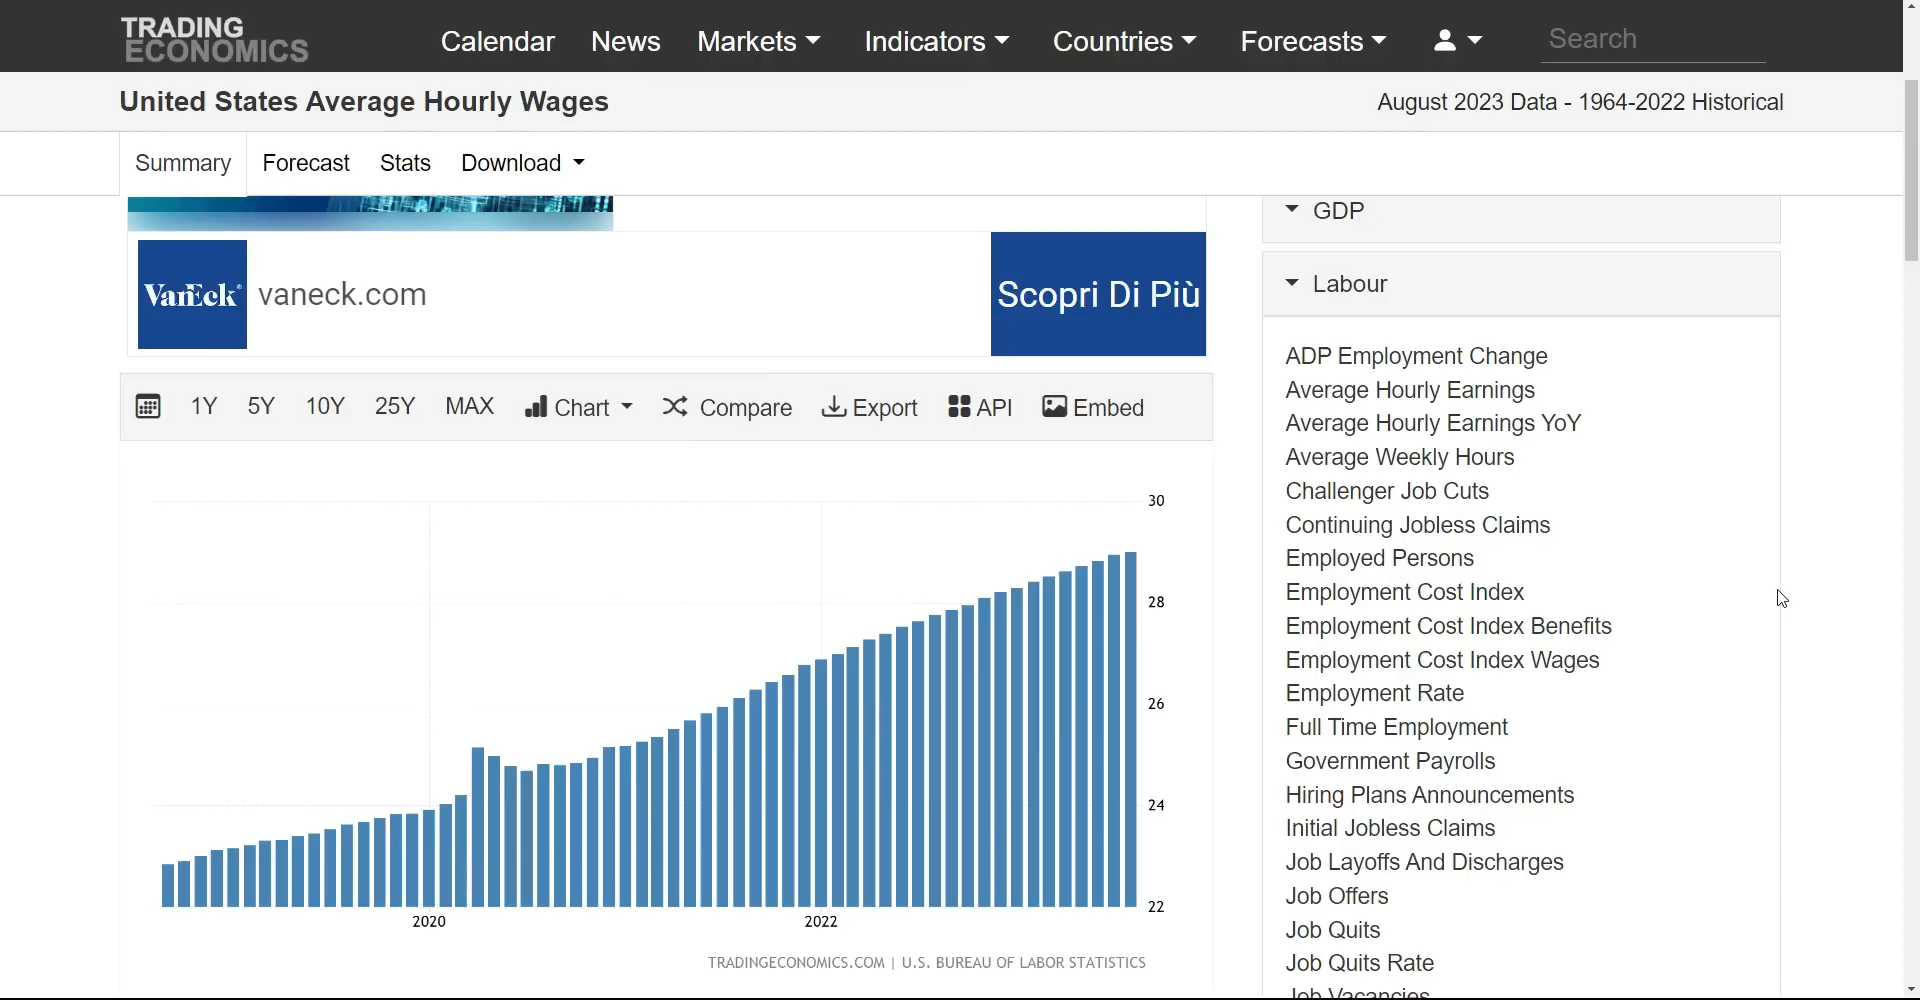 TRADING
ECONOMICS
Calendar News Markets Indicators Countries Forecasts Search
United States Average Hourly Wages
August 2023 Data - 1964-2022 Historical
Summary Forecast Stats Download
VanEck® vaneck.com
Scopri Di Più
1Y 5Y 10Y 25Y MAX Chart Compare Export API Embed
30
28
26
24
22
2020 2022
TRADINGECONOMICS.COM | U.S. BUREAU OF LABOR STATISTICS
GDP
Labour
ADP Employment Change
Average Hourly Earnings
Average Hourly Earnings YoY
Average Weekly Hours
Challenger Job Cuts
Continuing Jobless Claims
Employed Persons
Employment Cost Index
Employment Cost Index Benefits
Employment Cost Index Wages
Employment Rate
Full Time Employment
Government Payrolls
Hiring Plans Announcements
Initial Jobless Claims
Job Layoffs And Discharges
Job Offers
Job Quits
Job Quits Rate
Job Vacancies